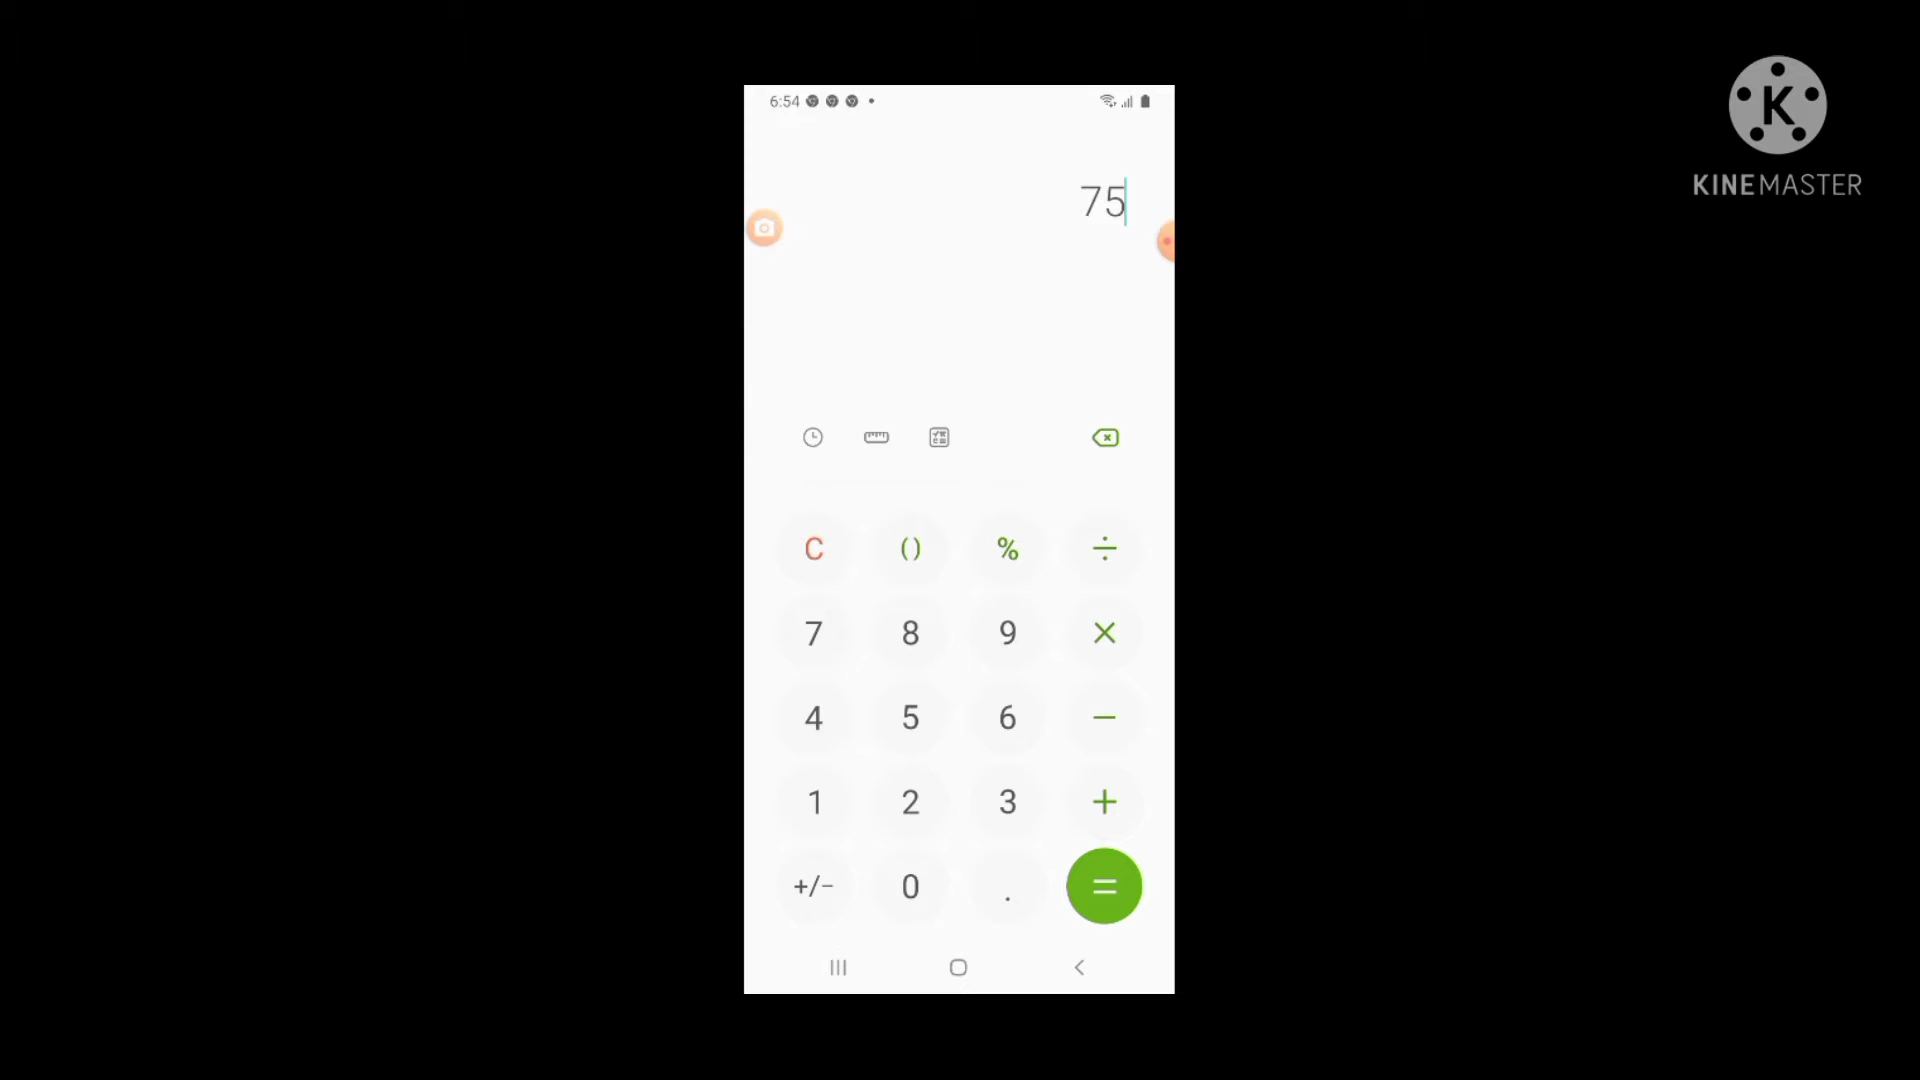 6:54
K
KINEMASTER
75
C () % ÷
7 8 9 ×
4 5 6 −
1 2 3 +
+/− 0 . =